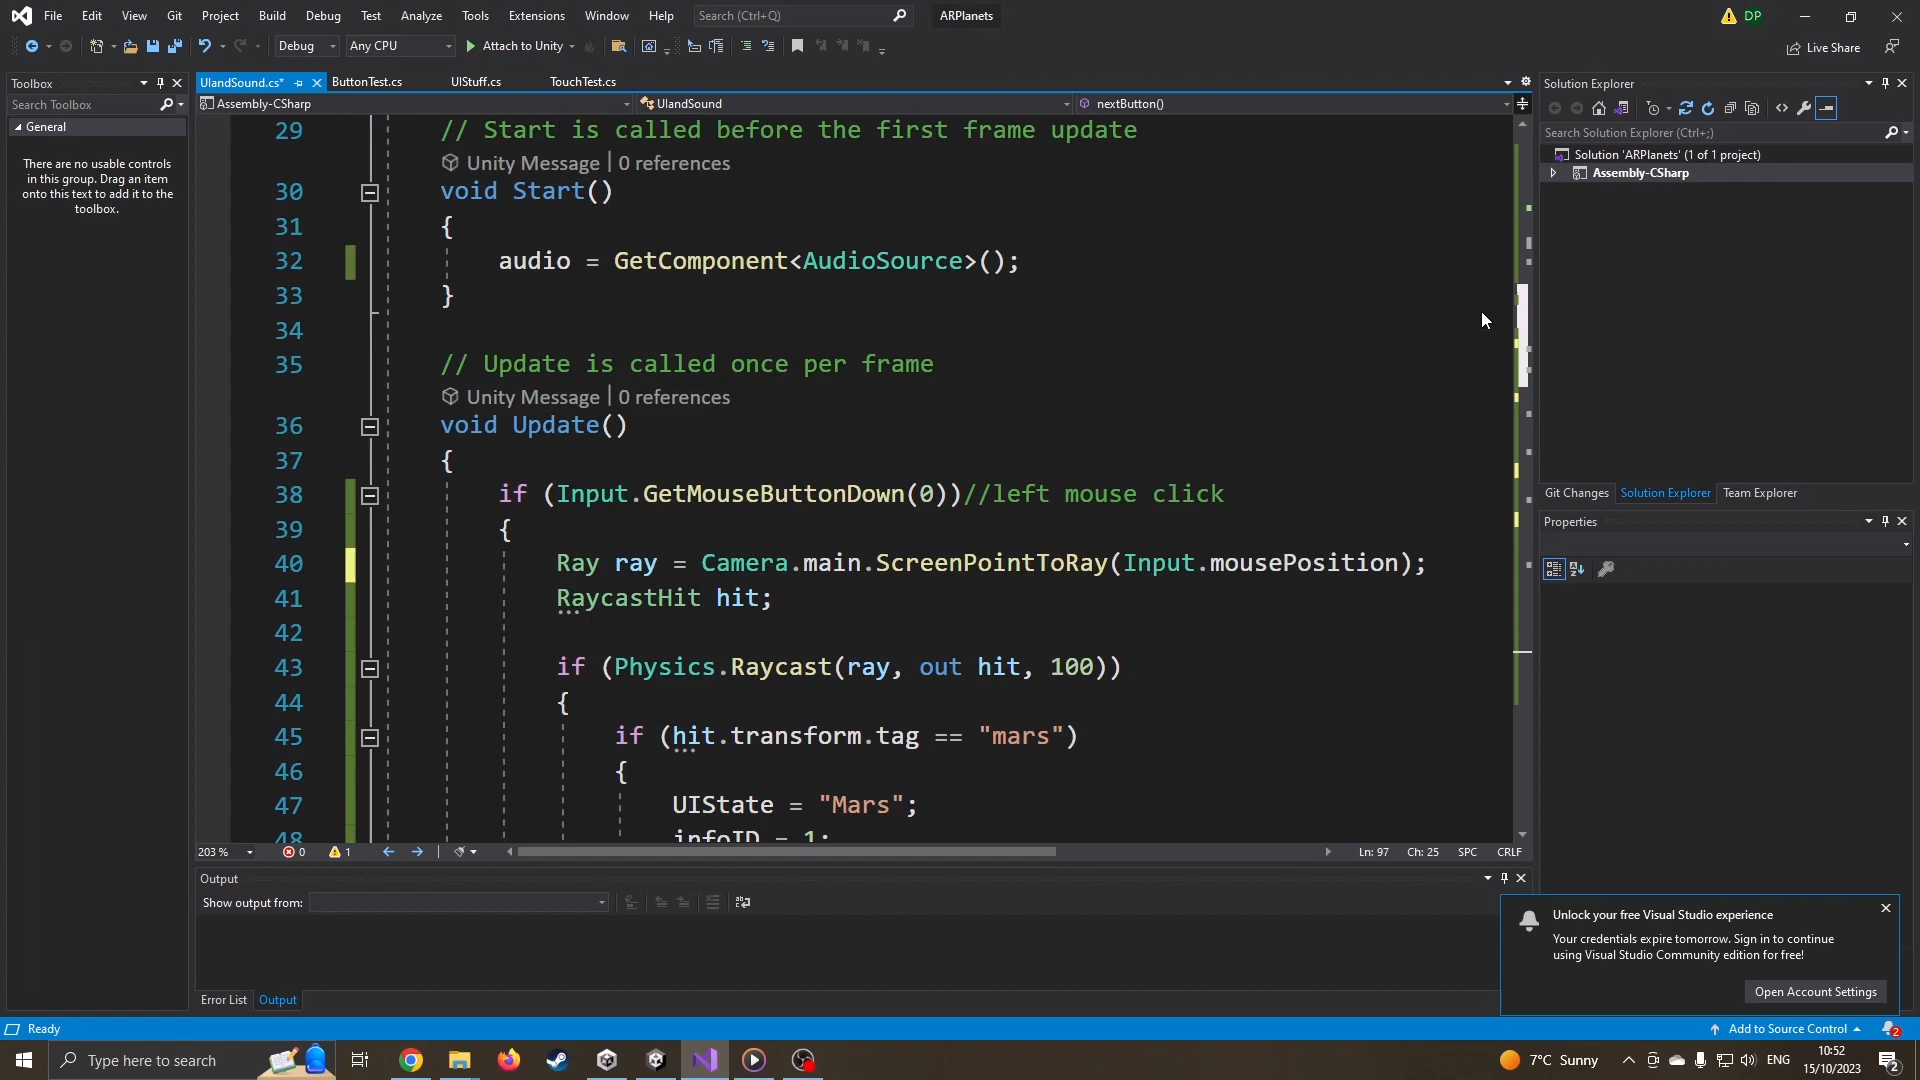 File Edit View Git Project Build Debug Test Analyze Tools Extensions Window Help Search (Ctrl+Q) ARPlanets DP
Debug Any CPU Attach to Unity Live Share
Toolbox
Search Toolbox
General
There are no usable controls
in this group. Drag an item
onto this text to add it to the
toolbox.
UIandSound.cs* ButtonTest.cs UIStuff.cs TouchTest.cs
Assembly-CSharp UIandSound nextButton()
29 // Start is called before the first frame update
Unity Message | 0 references
30 void Start()
31 {
32 audio = GetComponent<AudioSource>();
33 }
34
35 // Update is called once per frame
Unity Message | 0 references
36 void Update()
37 {
38 if (Input.GetMouseButtonDown(0))//left mouse click
39 {
40 Ray ray = Camera.main.ScreenPointToRay(Input.mousePosition);
41 RaycastHit hit;
42
43 if (Physics.Raycast(ray, out hit, 100))
44 {
45 if (hit.transform.tag == "mars")
46 {
47 UIState = "Mars";
48 infoID = 1;
203 % 0 1 Ln: 97 Ch: 25 SPC CRLF
Output
Show output from:
Error List Output
Solution Explorer
Search Solution Explorer (Ctrl+;)
Solution 'ARPlanets' (1 of 1 project)
Assembly-CSharp
Git Changes Solution Explorer Team Explorer
Properties
Unlock your free Visual Studio experience
Your credentials expire tomorrow. Sign in to continue
using Visual Studio Community edition for free!
Open Account Settings
Ready Add to Source Control 2
Type here to search 7°C Sunny ENG 10:52
15/10/2023 2